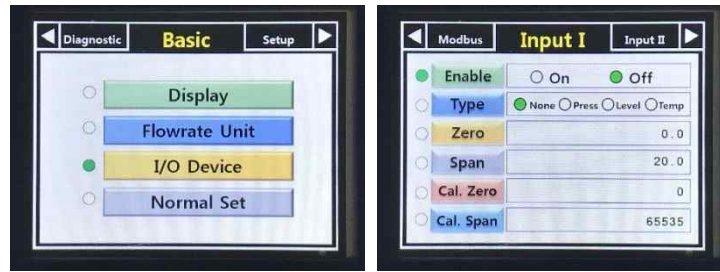 Diagnostic Basic Setup
Display
Flowrate Unit
I/O Device
Normal Set
Modbus Input I Input II
Enable On Off
Type None Press Level Temp
Zero 0.0
Span 20.0
Cal. Zero 0
Cal. Span 65535